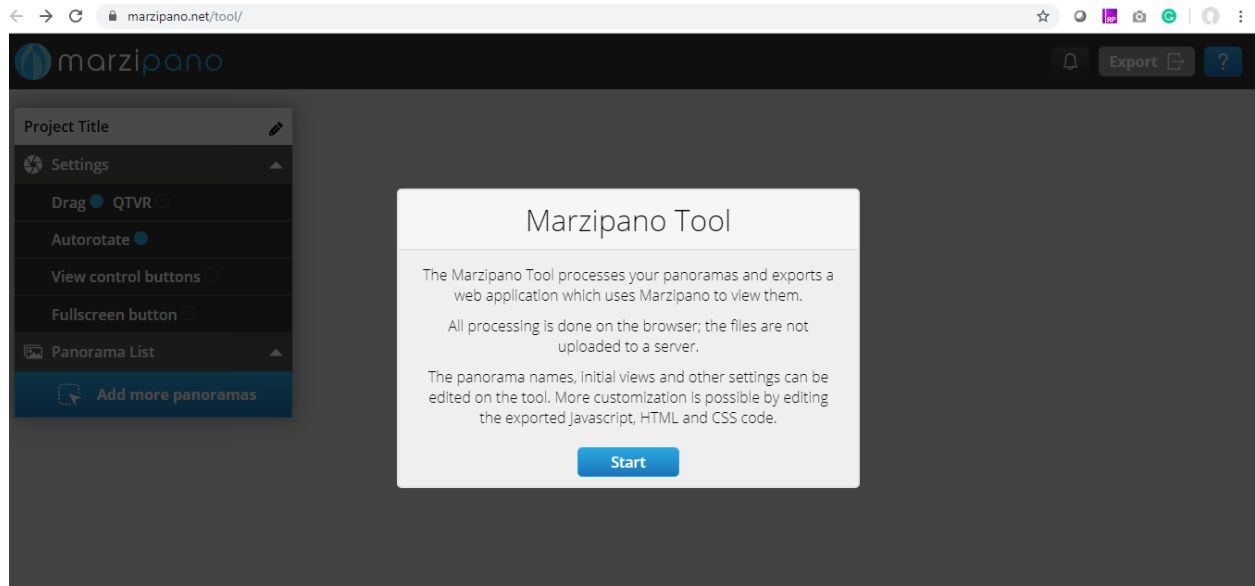 marzipano.net/tool/
RP
marzipano
Export
?
Project Title
Settings
Drag QTVR
Autorotate
View control buttons
Fullscreen button
Panorama List
Add more panoramas
Marzipano Tool
The Marzipano Tool processes your panoramas and exports a
web application which uses Marzipano to view them.
All processing is done on the browser; the files are not
uploaded to a server.
The panorama names, initial views and other settings can be
edited on the tool. More customization is possible by editing
the exported Javascript, HTML and CSS code.
Start